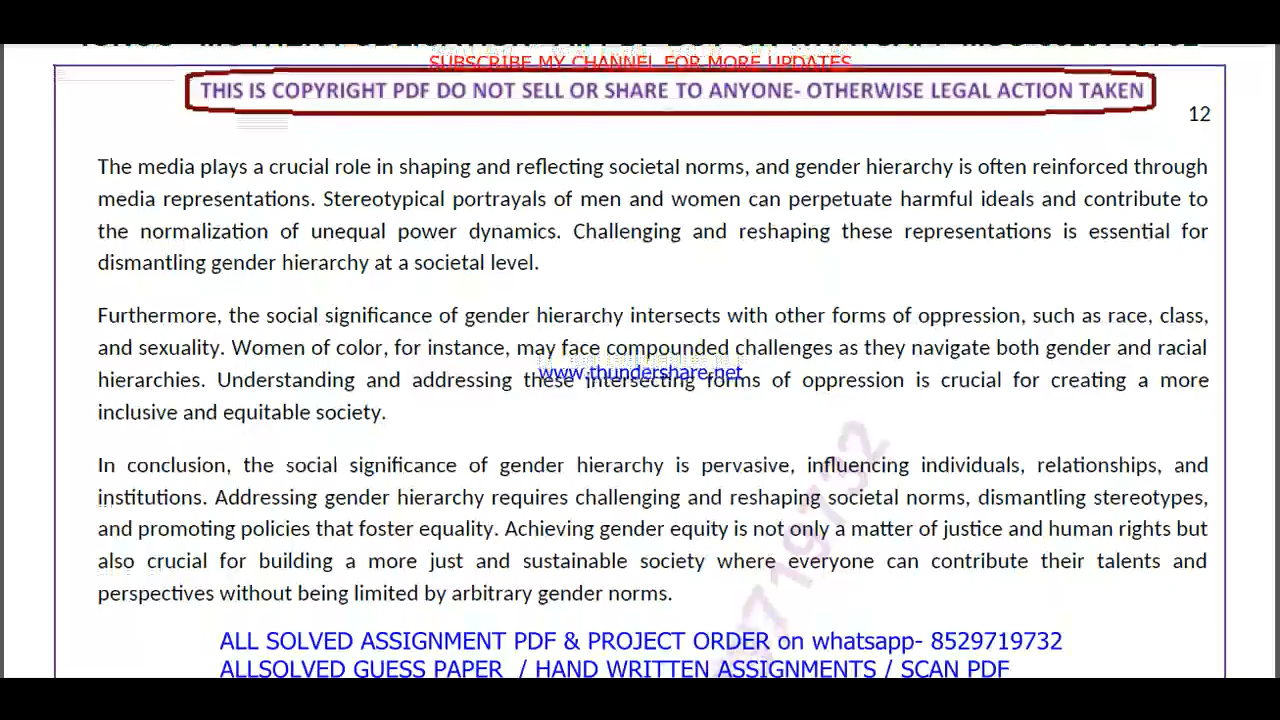 SUBSCRIBE MY CHANNEL FOR MORE UPDATES
THIS IS COPYRIGHT PDF DO NOT SELL OR SHARE TO ANYONE- OTHERWISE LEGAL ACTION TAKEN
12
The media plays a crucial role in shaping and reflecting societal norms, and gender hierarchy is often reinforced through
media representations. Stereotypical portrayals of men and women can perpetuate harmful ideals and contribute to
the normalization of unequal power dynamics. Challenging and reshaping these representations is essential for
dismantling gender hierarchy at a societal level.
Furthermore, the social significance of gender hierarchy intersects with other forms of oppression, such as race, class,
and sexuality. Women of color, for instance, may face compounded challenges as they navigate both gender and racial
www.thundershare.net
hierarchies. Understanding and addressing these intersecting forms of oppression is crucial for creating a more
inclusive and equitable society.
In conclusion, the social significance of gender hierarchy is pervasive, influencing individuals, relationships, and
institutions. Addressing gender hierarchy requires challenging and reshaping societal norms, dismantling stereotypes,
and promoting policies that foster equality. Achieving gender equity is not only a matter of justice and human rights but
also crucial for building a more just and sustainable society where everyone can contribute their talents and
perspectives without being limited by arbitrary gender norms.
ALL SOLVED ASSIGNMENT PDF & PROJECT ORDER on whatsapp- 8529719732
ALLSOLVED GUESS PAPER / HAND WRITTEN ASSIGNMENTS / SCAN PDF